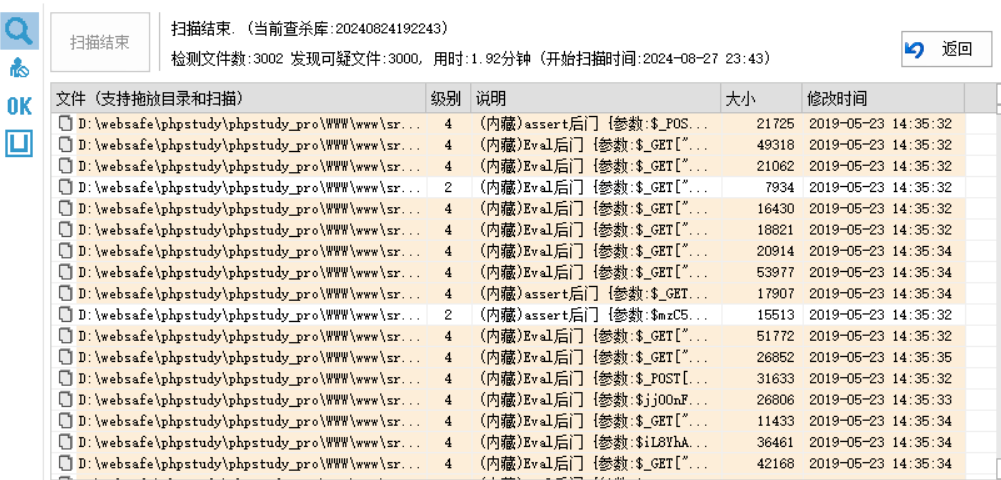 扫描结束
扫描结束. (当前查杀库:20240824192243)
检测文件数:3002 发现可疑文件:3000, 用时:1.92分钟 (开始扫描时间:2024-08-27 23:43)
返回
OK
文件 (支持拖放目录和扫描) 级别 说明 大小 修改时间
D:\websafe\phpstudy\phpstudy_pro\WWW\www\sr... 4 (内藏)assert后门 {参数:$_POS... 21725 2019-05-23 14:35:32
D:\websafe\phpstudy\phpstudy_pro\WWW\www\sr... 4 (内藏)Eval后门 {参数:$_GET["... 49318 2019-05-23 14:35:32
D:\websafe\phpstudy\phpstudy_pro\WWW\www\sr... 4 (内藏)Eval后门 {参数:$_GET["... 21062 2019-05-23 14:35:32
D:\websafe\phpstudy\phpstudy_pro\WWW\www\sr... 2 (内藏)Eval后门 {参数:$_GET["... 7934 2019-05-23 14:35:32
D:\websafe\phpstudy\phpstudy_pro\WWW\www\sr... 4 (内藏)Eval后门 {参数:$_GET["... 16430 2019-05-23 14:35:32
D:\websafe\phpstudy\phpstudy_pro\WWW\www\sr... 4 (内藏)Eval后门 {参数:$_GET["... 18821 2019-05-23 14:35:32
D:\websafe\phpstudy\phpstudy_pro\WWW\www\sr... 4 (内藏)Eval后门 {参数:$_GET["... 20914 2019-05-23 14:35:34
D:\websafe\phpstudy\phpstudy_pro\WWW\www\sr... 4 (内藏)Eval后门 {参数:$_GET["... 53977 2019-05-23 14:35:34
D:\websafe\phpstudy\phpstudy_pro\WWW\www\sr... 4 (内藏)assert后门 {参数:$_GET... 17907 2019-05-23 14:35:34
D:\websafe\phpstudy\phpstudy_pro\WWW\www\sr... 2 (内藏)assert后门 {参数:$mzC5... 15513 2019-05-23 14:35:32
D:\websafe\phpstudy\phpstudy_pro\WWW\www\sr... 4 (内藏)Eval后门 {参数:$_GET["... 51772 2019-05-23 14:35:32
D:\websafe\phpstudy\phpstudy_pro\WWW\www\sr... 4 (内藏)Eval后门 {参数:$_GET["... 26852 2019-05-23 14:35:35
D:\websafe\phpstudy\phpstudy_pro\WWW\www\sr... 4 (内藏)Eval后门 {参数:$_POST[... 31633 2019-05-23 14:35:32
D:\websafe\phpstudy\phpstudy_pro\WWW\www\sr... 4 (内藏)Eval后门 {参数:$jjOOnF... 26806 2019-05-23 14:35:33
D:\websafe\phpstudy\phpstudy_pro\WWW\www\sr... 4 (内藏)Eval后门 {参数:$_GET["... 11433 2019-05-23 14:35:34
D:\websafe\phpstudy\phpstudy_pro\WWW\www\sr... 4 (内藏)Eval后门 {参数:$iL8YhA... 36461 2019-05-23 14:35:34
D:\websafe\phpstudy\phpstudy_pro\WWW\www\sr... 4 (内藏)Eval后门 {参数:$_GET["... 42168 2019-05-23 14:35:34